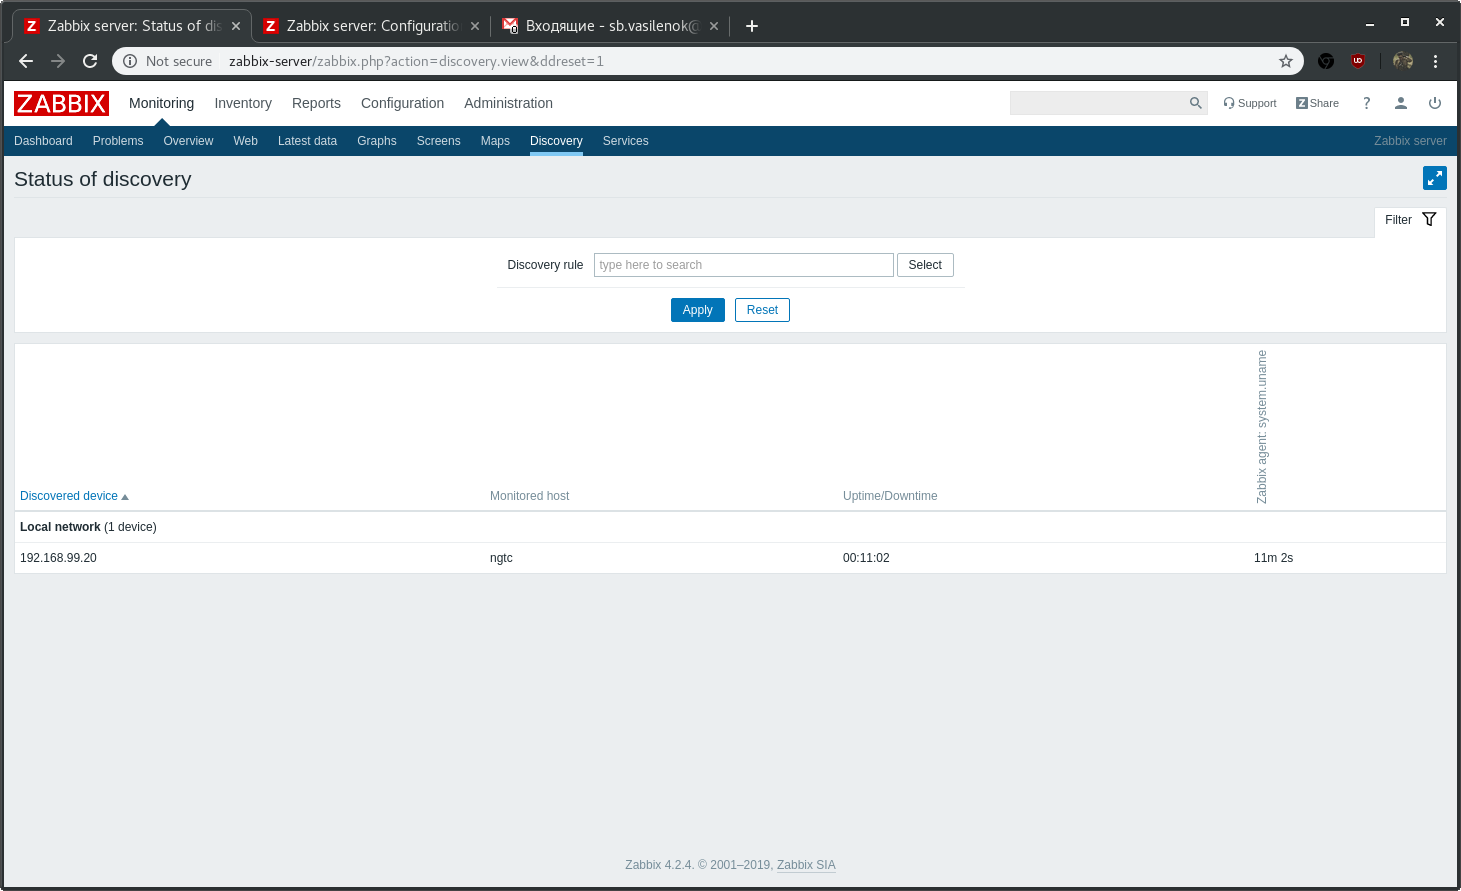 Zabbix server: Status of dis
Zabbix server: Configuratio
Входящие - sb.vasilenok@
Not secure zabbix-server/zabbix.php?action=discovery.view&ddreset=1
ZABBIX Monitoring Inventory Reports Configuration Administration Support Z Share ?
Dashboard Problems Overview Web Latest data Graphs Screens Maps Discovery Services Zabbix server
Status of discovery
Filter
Discovery rule type here to search Select
Apply Reset
Discovered device Monitored host Uptime/Downtime Zabbix agent: system.uname
Local network (1 device)
192.168.99.20 ngtc 00:11:02 11m 2s
Zabbix 4.2.4. © 2001–2019, Zabbix SIA